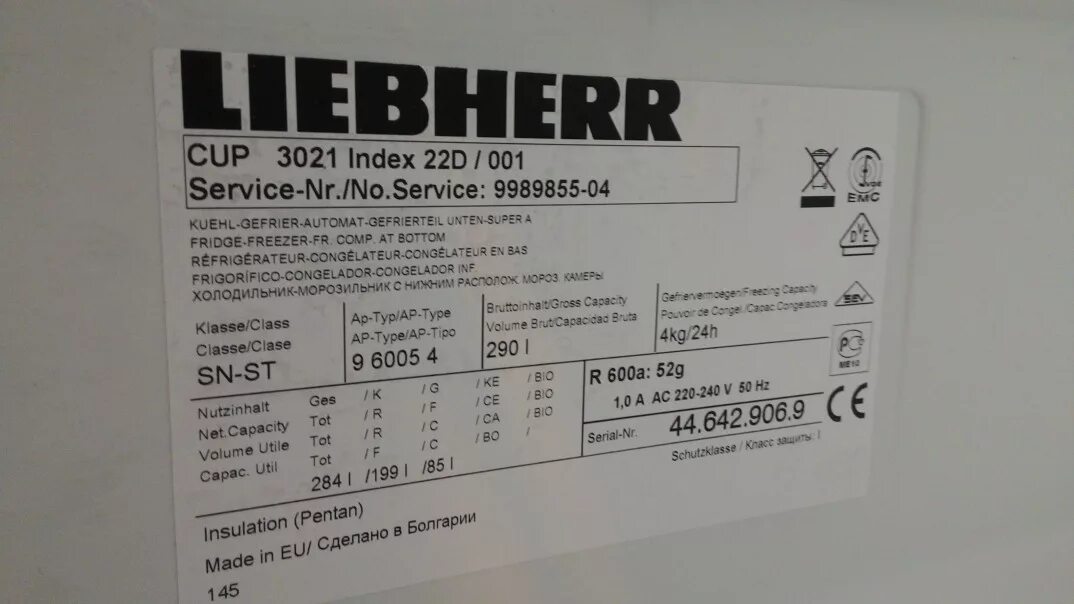 LIEBHERR
CUP 3021 Index 22D / 001
Service-Nr./No.Service: 9989855-04
KUEHL-GEFRIER-AUTOMAT-GEFRIERTEIL UNTEN-SUPER A
FRIDGE-FREEZER-FR. COMP. AT BOTTOM
RÉFRIGÉRATEUR-CONGÉLATEUR-CONGÉLATEUR EN BAS
FRIGORÍFICO-CONGELADOR-CONGELADOR INF.
ХОЛОДИЛЬНИК-МОРОЗИЛЬНИК С НИЖНИМ РАСПОЛОЖ. МОРОЗ. КАМЕРЫ
Klasse/Class
Classe/Clase
SN-ST
Ap-Typ/AP-Type
AP-Type/AP-Tipo
9 6005 4
Bruttoinhalt/Gross Capacity
Volume Brut/Capacidad Bruta
290 l
Gefriervermoegen/Freezing Capacity
Pouvoir de Congel./Capac.Congeladora
4kg/24h
Nutzinhalt Ges / K / G / KE / BIO
Net.Capacity Tot / R / F / CE / BIO
Volume Utile Tot / R / C / CA / BIO
Capac. Util Tot / F / C / BO /
284 l /199 l /85 l
R 600a: 52g
1,0 A AC 220-240 V 50 Hz
Serial-Nr. 44.642.906.9
Schutzklasse / Класс защиты: I
Insulation (Pentan)
Made in EU/ Сделано в Болгарии
145
VDE
EMC
DVE
SEV
PC
ME10
CE